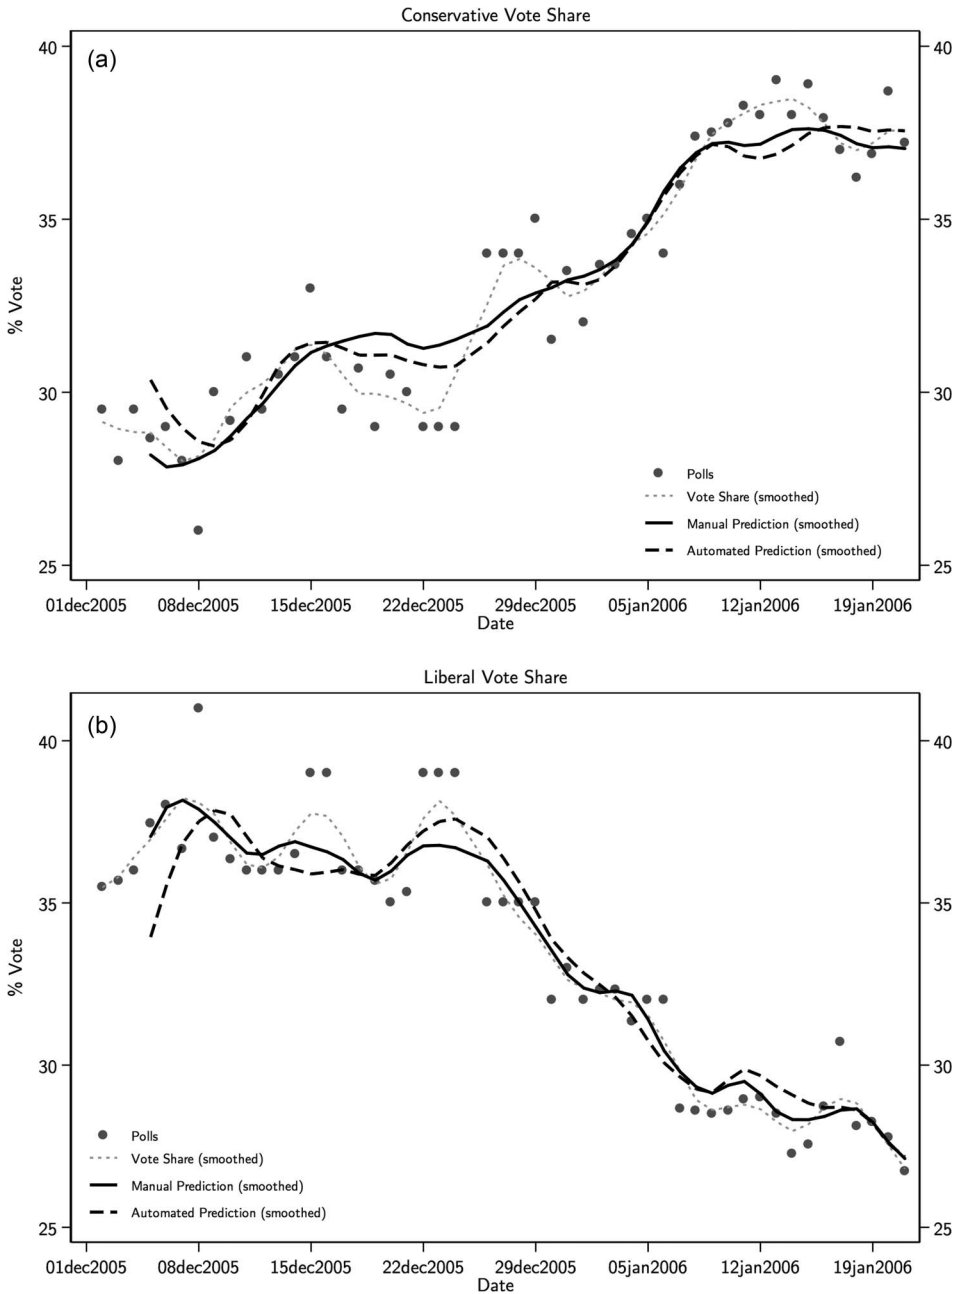 Conservative Vote Share
(a)
40
35
30
25
40
35
30
25
% Vote
Polls
Vote Share (smoothed)
Manual Prediction (smoothed)
Automated Prediction (smoothed)
01dec2005 08dec2005 15dec2005 22dec2005 29dec2005 05jan2006 12jan2006 19jan2006
Date
Liberal Vote Share
(b)
40
35
30
25
40
35
30
25
% Vote
Polls
Vote Share (smoothed)
Manual Prediction (smoothed)
Automated Prediction (smoothed)
01dec2005 08dec2005 15dec2005 22dec2005 29dec2005 05jan2006 12jan2006 19jan2006
Date